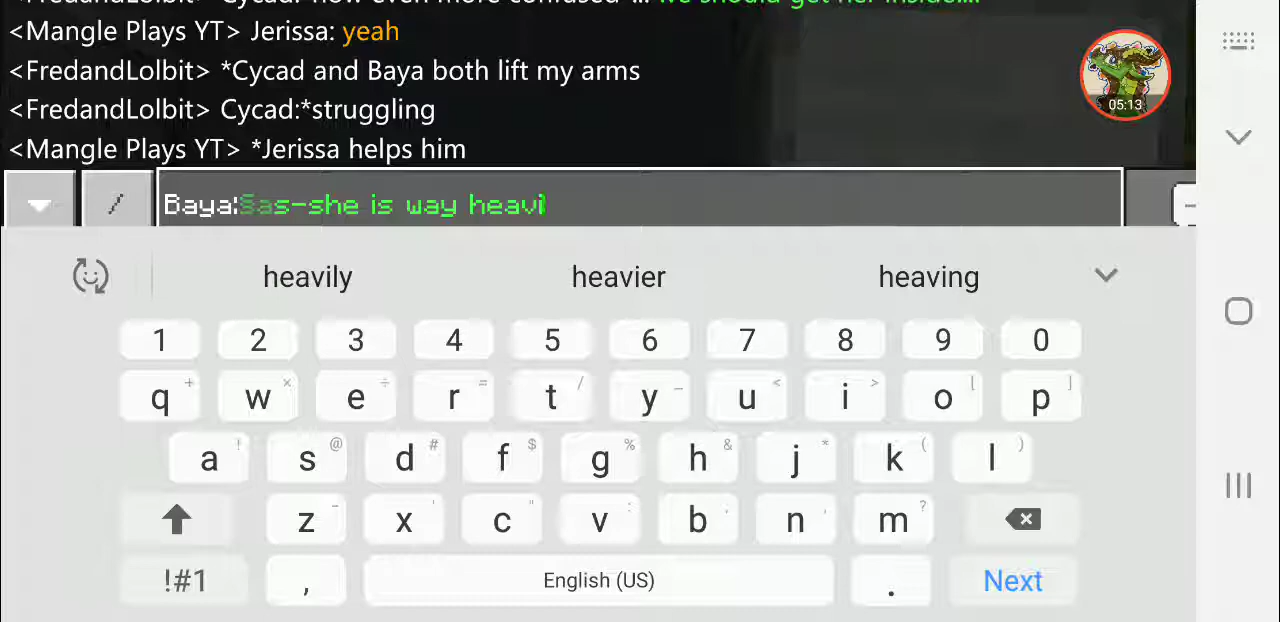 <Mangle Plays YT> Jerissa: yeah
<FredandLolbit> *Cycad and Baya both lift my arms
<FredandLolbit> Cycad:*struggling
<Mangle Plays YT> *Jerissa helps him
05:13
/ Baya:Sas-she is way heavi
heavily heavier heaving
1 2 3 4 5 6 7 8 9 0
q + w × e ÷ r = t / y _ u < i > o [ p ]
a ! s @ d # f $ g % h & j * k ( l )
z - x ' c " v : b , n , m ?
!#1 , English (US) . Next